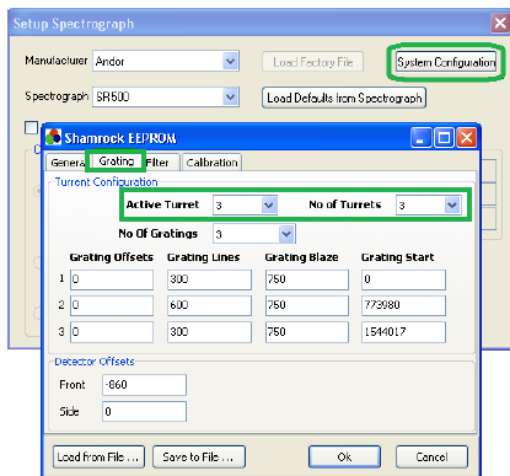 Setup Spectrograph
Manufacturer Andor Load Factory File System Configuration
Spectrograph SR500 Load Defaults from Spectrograph
Shamrock EEPROM
General Grating Filter Calibration
Turret Configuration
Active Turret 3 No of Turrets 3
No Of Gratings 3
Grating Offsets Grating Lines Grating Blaze Grating Start
1 0 300 750 0
2 0 600 750 773980
3 0 300 750 1544017
Detector Offsets
Front -860
Side 0
Load from File ... Save to File ... Ok Cancel